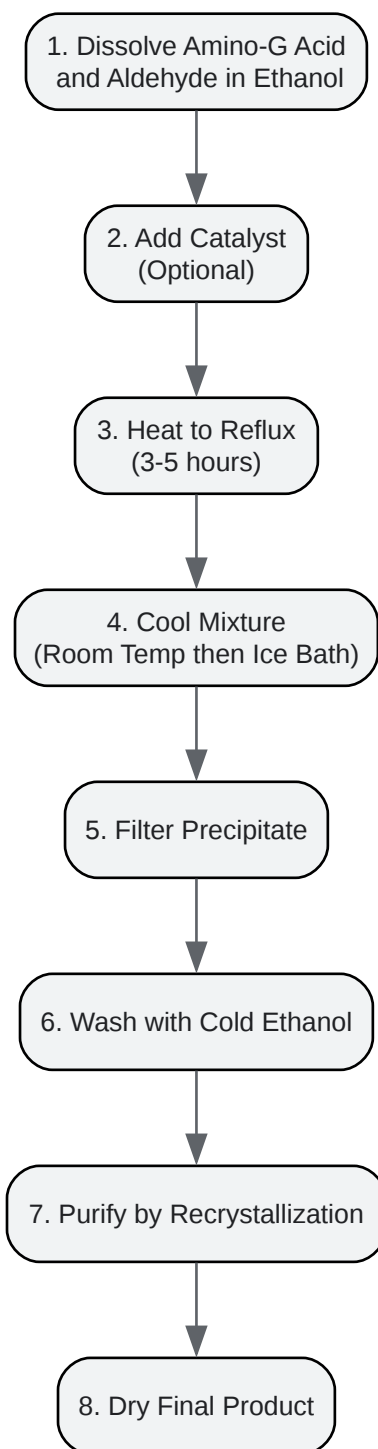 1. Dissolve Amino-G Acid
and Aldehyde in Ethanol
2. Add Catalyst
(Optional)
3. Heat to Reflux
(3-5 hours)
4. Cool Mixture
(Room Temp then Ice Bath)
5. Filter Precipitate
6. Wash with Cold Ethanol
7. Purify by Recrystallization
8. Dry Final Product